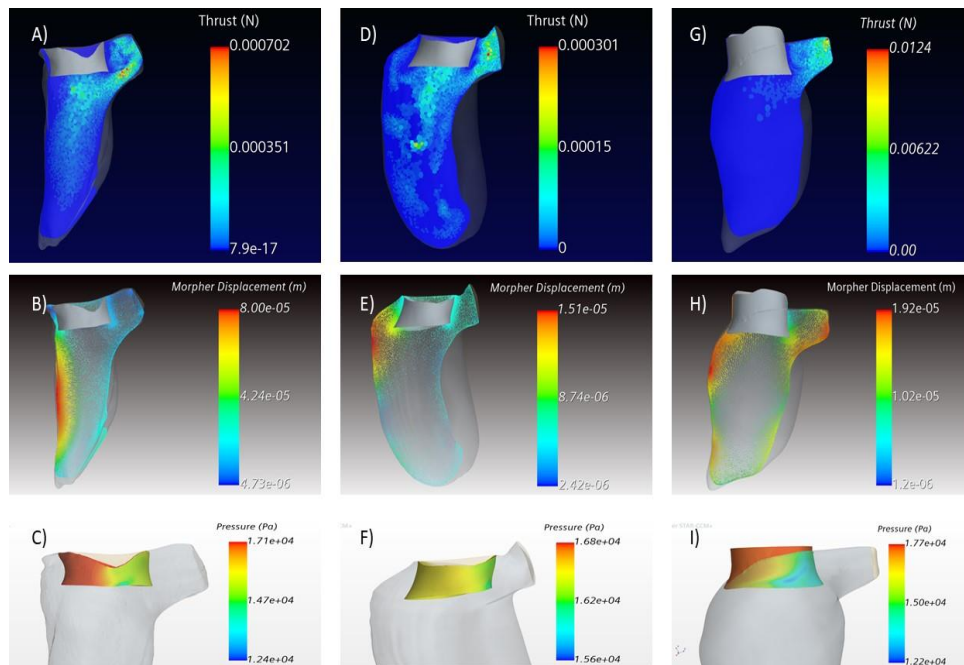 A)
Thrust (N)
0.000702
0.000351
7.9e-17
D)
Thrust (N)
0.000301
0.00015
0
G)
Thrust (N)
0.0124
0.00622
0.00
B)
Morpher Displacement (m)
8.00e-05
4.24e-05
4.73e-06
E)
Morpher Displacement (m)
1.51e-05
8.74e-06
2.42e-06
H)
Morpher Displacement (m)
1.92e-05
1.02e-05
1.2e-06
C)
Pressure (Pa)
1.71e+04
1.47e+04
1.24e+04
F)
Pressure (Pa)
1.68e+04
1.62e+04
1.56e+04
I)
Pressure (Pa)
1.77e+04
1.50e+04
1.22e+04